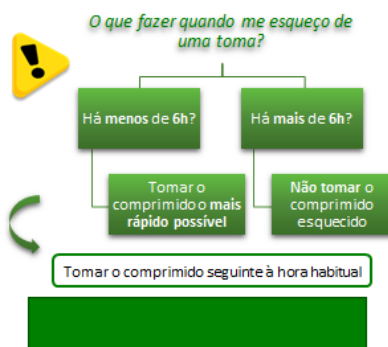 O que fazer quando me esqueço de
uma toma?
Há menos de 6h?
Há mais de 6h?
Tomar o
comprimido o mais
rápido possível
Não tomar o
comprimido
esquecido
Tomar o comprimido seguinte à hora habitual